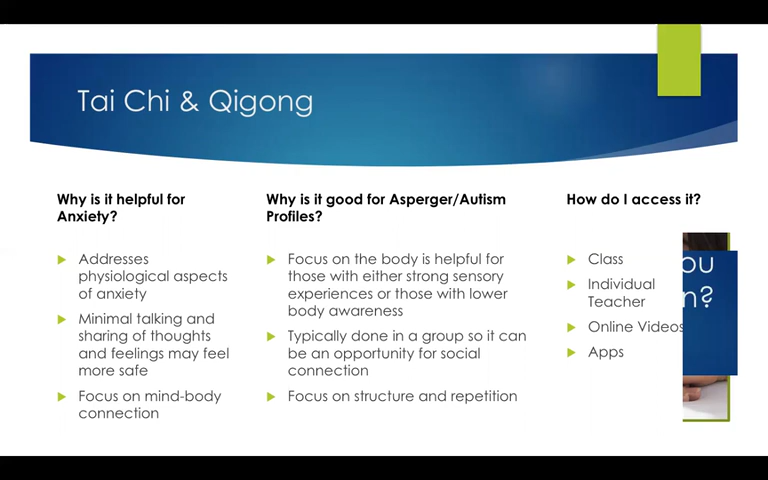 Tai Chi & Qigong
Why is it helpful for
Anxiety?
Addresses
physiological aspects
of anxiety
Minimal talking and
sharing of thoughts
and feelings may feel
more safe
Focus on mind-body
connection
Why is it good for Asperger/Autism
Profiles?
Focus on the body is helpful for
those with either strong sensory
experiences or those with lower
body awareness
Typically done in a group so it can
be an opportunity for social
connection
Focus on structure and repetition
How do I access it?
Class
Individual
Teacher
Online Videos
Apps